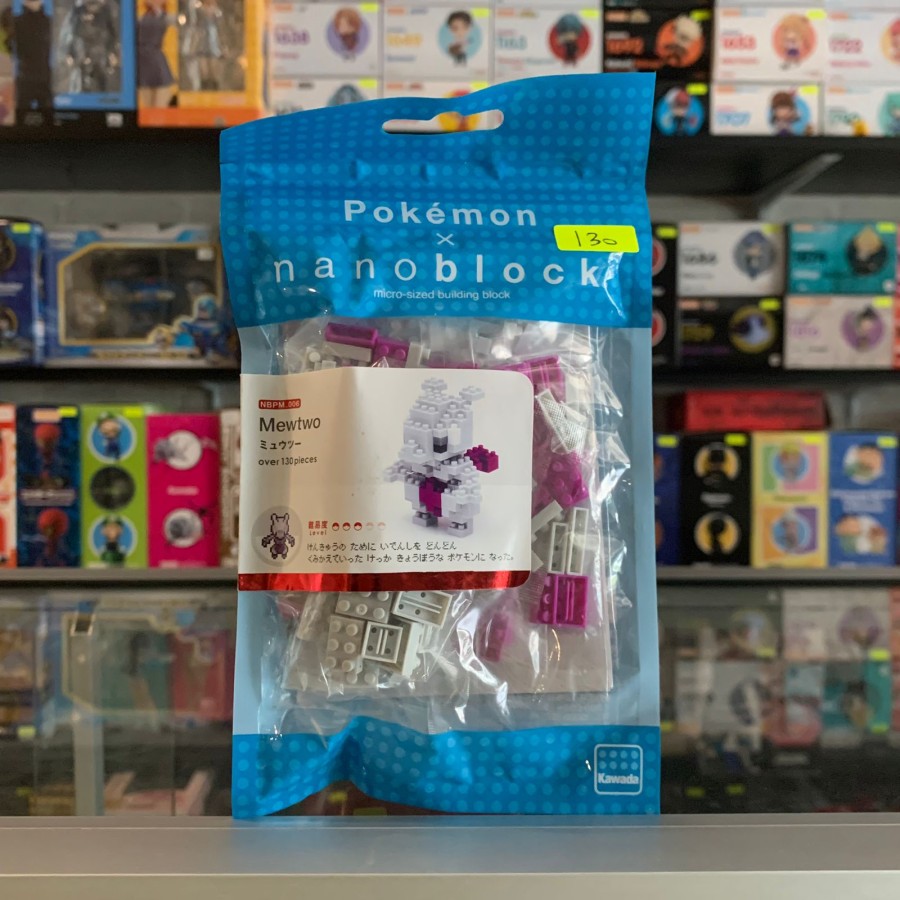 Pokémon
×
nanoblock
micro-sized building block
130
NBPM_006
Mewtwo
ミュウツー
over 130 pieces
難易度
Level
けんきゅうの ために いでんしを どんどん
くみかえていった けっか きょうぼうな ポケモンに なった。
Kawada